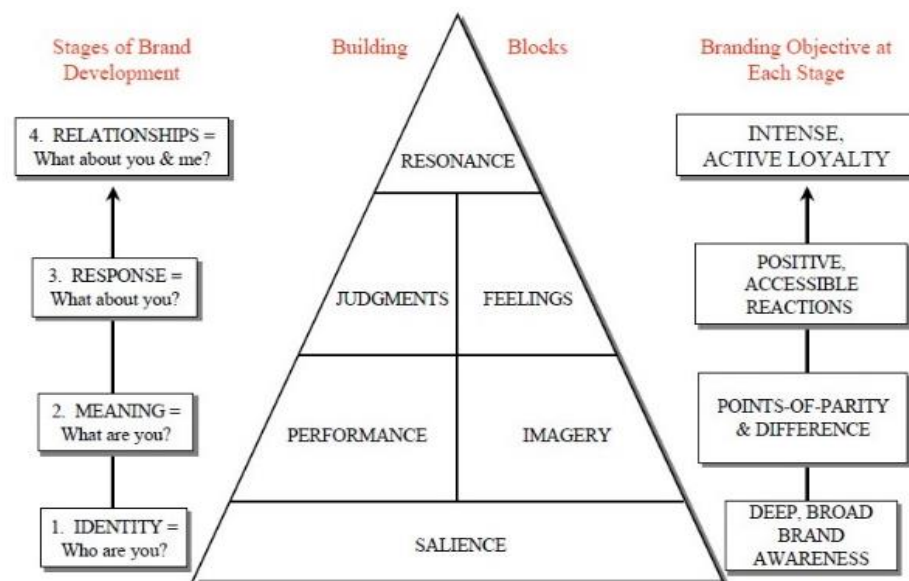 Stages of Brand
Development
Building
Blocks
Branding Objective at
Each Stage
4. RELATIONSHIPS =
What about you & me?
RESONANCE
INTENSE,
ACTIVE LOYALTY
3. RESPONSE =
What about you?
JUDGMENTS
FEELINGS
POSITIVE,
ACCESSIBLE
REACTIONS
2. MEANING =
What are you?
PERFORMANCE
IMAGERY
POINTS-OF-PARITY
& DIFFERENCE
1. IDENTITY =
Who are you?
SALIENCE
DEEP, BROAD
BRAND
AWARENESS